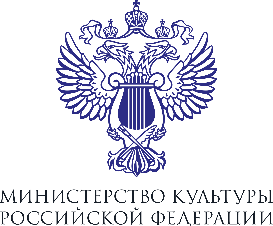 МИНИСТЕРСТВО КУЛЬТУРЫ
РОССИЙСКОЙ ФЕДЕРАЦИИ